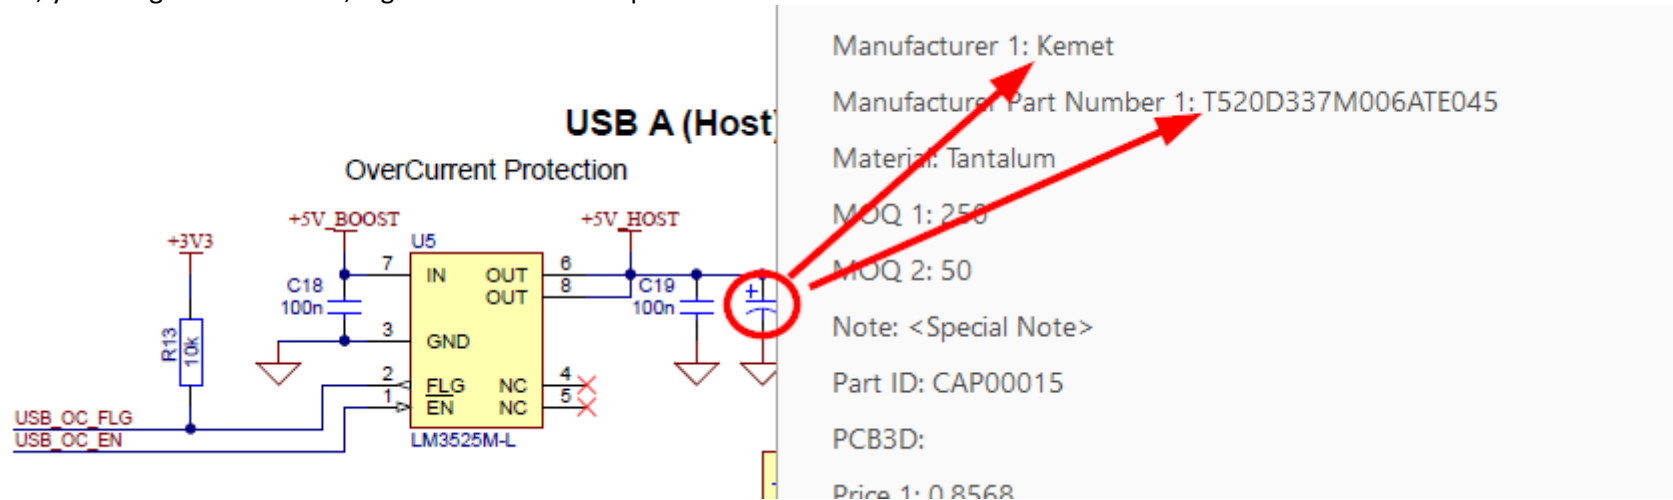 USB A (Host)
OverCurrent Protection
+5V_BOOST
+5V_HOST
+3V3
U5
7
IN
OUT
6
OUT
8
C18
100n
C19
100n
+
R13
10k
3
GND
2
FLG
NC
4
1
EN
NC
5
USB_OC_FLG
USB_OC_EN
LM3525M-L
Manufacturer 1: Kemet
Manufacturer Part Number 1: T520D337M006ATE045
Material: Tantalum
MOQ 1: 250
MOQ 2: 50
Note: <Special Note>
Part ID: CAP00015
PCB3D:
Price 1: 0.8568